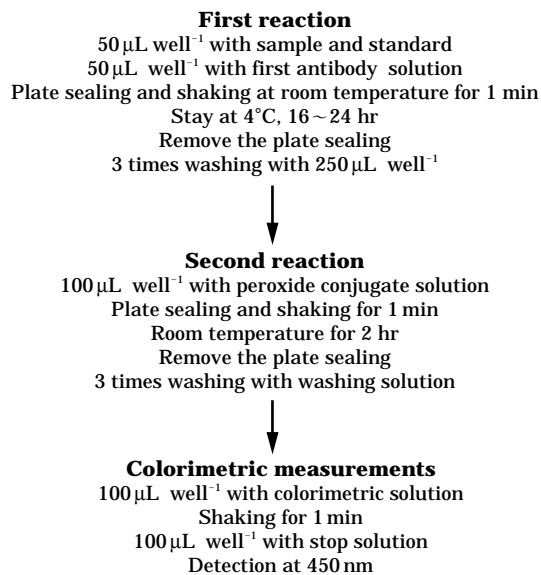 First reaction
50 μL well⁻¹ with sample and standard
50 μL well⁻¹ with first antibody solution
Plate sealing and shaking at room temperature for 1 min
Stay at 4°C, 16~24 hr
Remove the plate sealing
3 times washing with 250 μL well⁻¹
Second reaction
100 μL well⁻¹ with peroxide conjugate solution
Plate sealing and shaking for 1 min
Room temperature for 2 hr
Remove the plate sealing
3 times washing with washing solution
Colorimetric measurements
100 μL well⁻¹ with colorimetric solution
Shaking for 1 min
100 μL well⁻¹ with stop solution
Detection at 450 nm